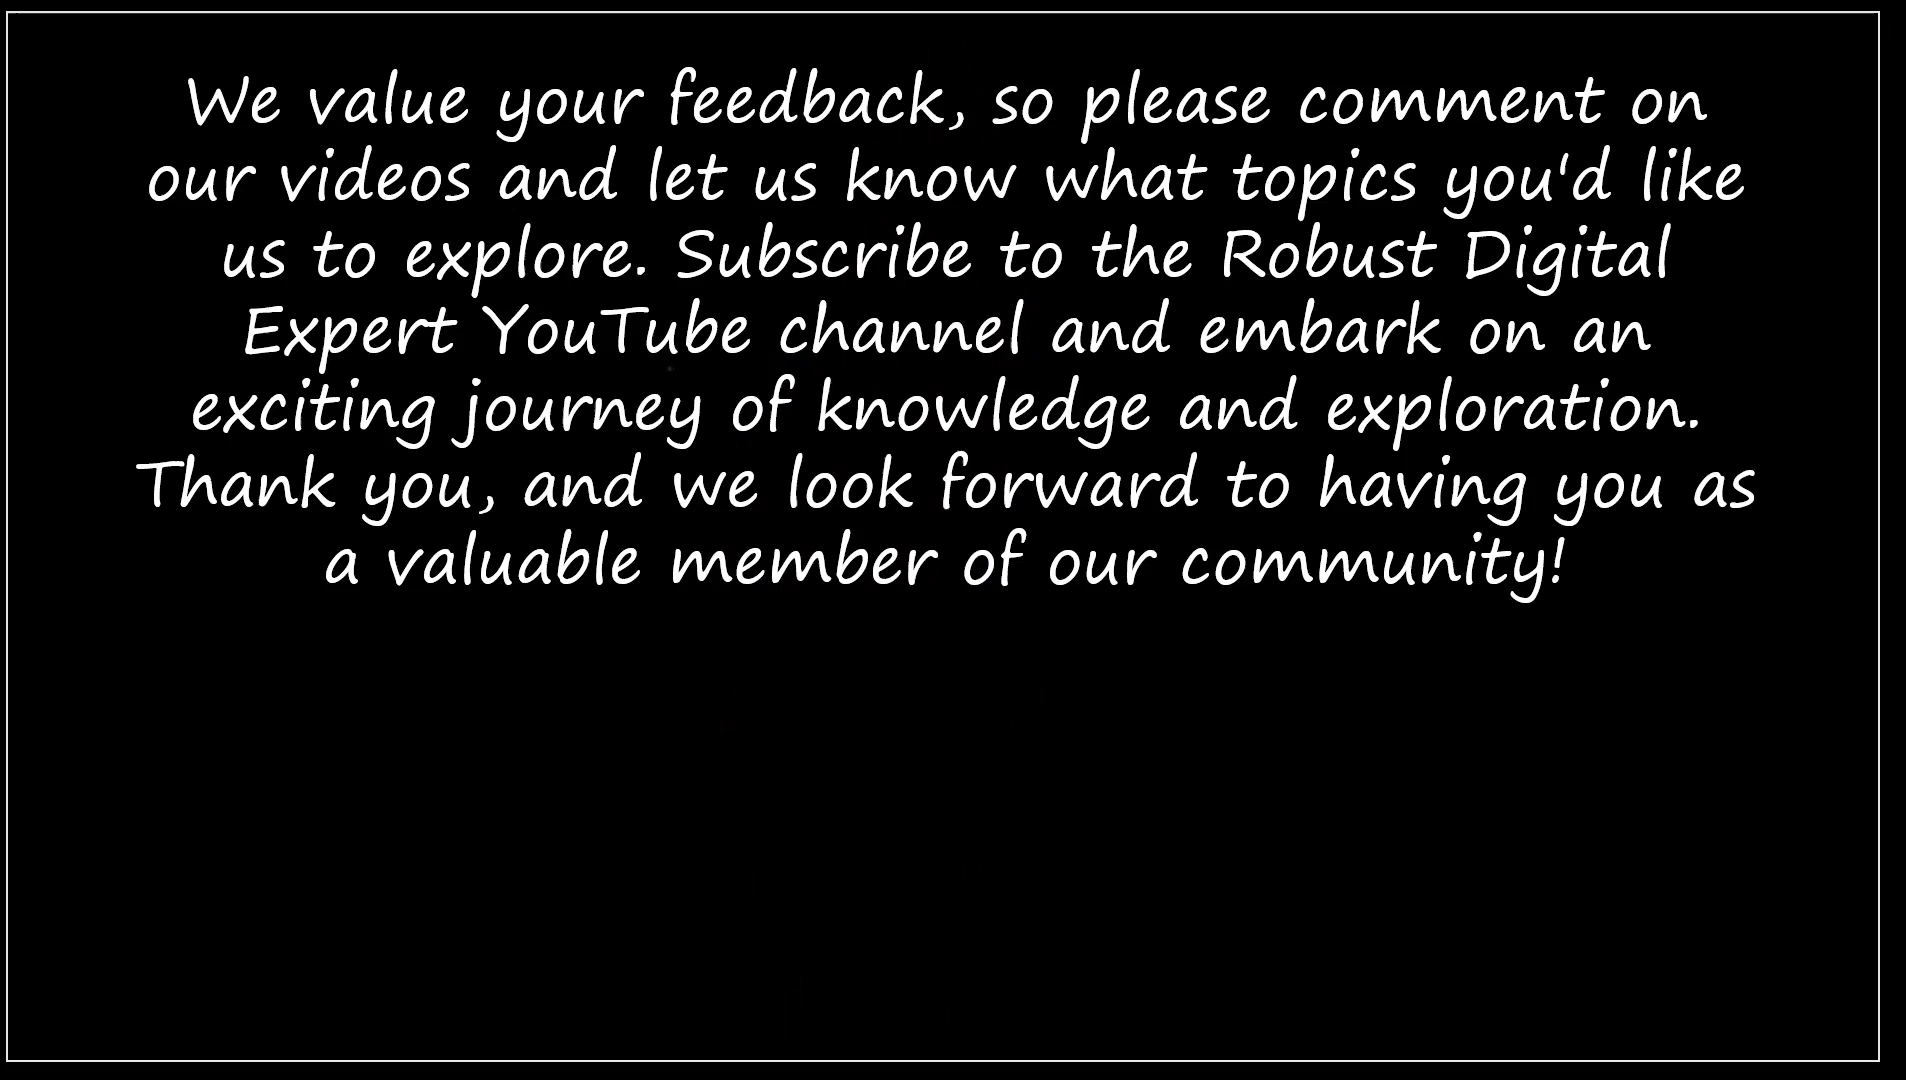 We value your feedback, so please comment on
our videos and let us know what topics you'd like
us to explore. Subscribe to the Robust Digital
Expert YouTube channel and embark on an
exciting journey of knowledge and exploration.
Thank you, and we look forward to having you as
a valuable member of our community!